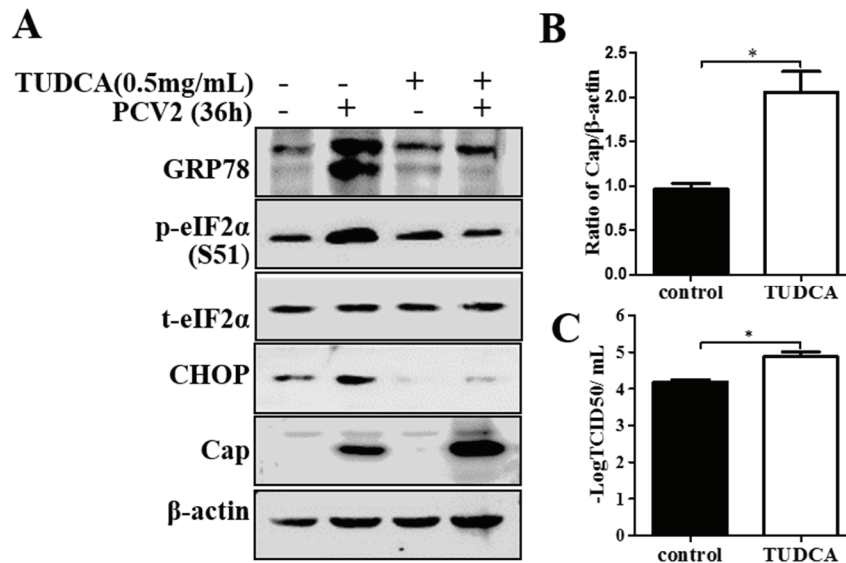 A
TUDCA(0.5mg/mL) - - + +
PCV2 (36h) - + - +
GRP78
p-eIF2α
(S51)
t-eIF2α
CHOP
Cap
β-actin
B
Ratio of Cap/β-actin
2.5
2.0
1.5
1.0
0.5
0.0
*
control TUDCA
C
-LogTCID50/ mL
6
5
4
3
2
1
0
*
control TUDCA